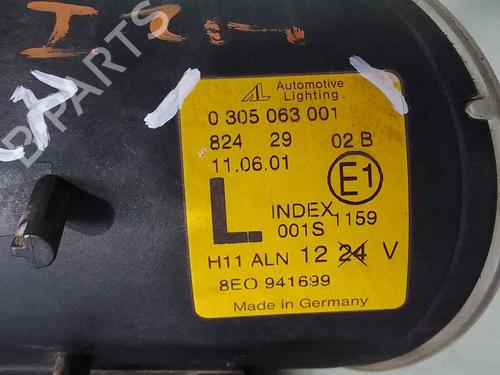 B-PARTS
AL Automotive
Lighting
0 305 063 001
824 29 02 B
11.06.01
E1
L INDEX 1159
001S
H11 ALN 12 24 V
8E0 941699
Made in Germany